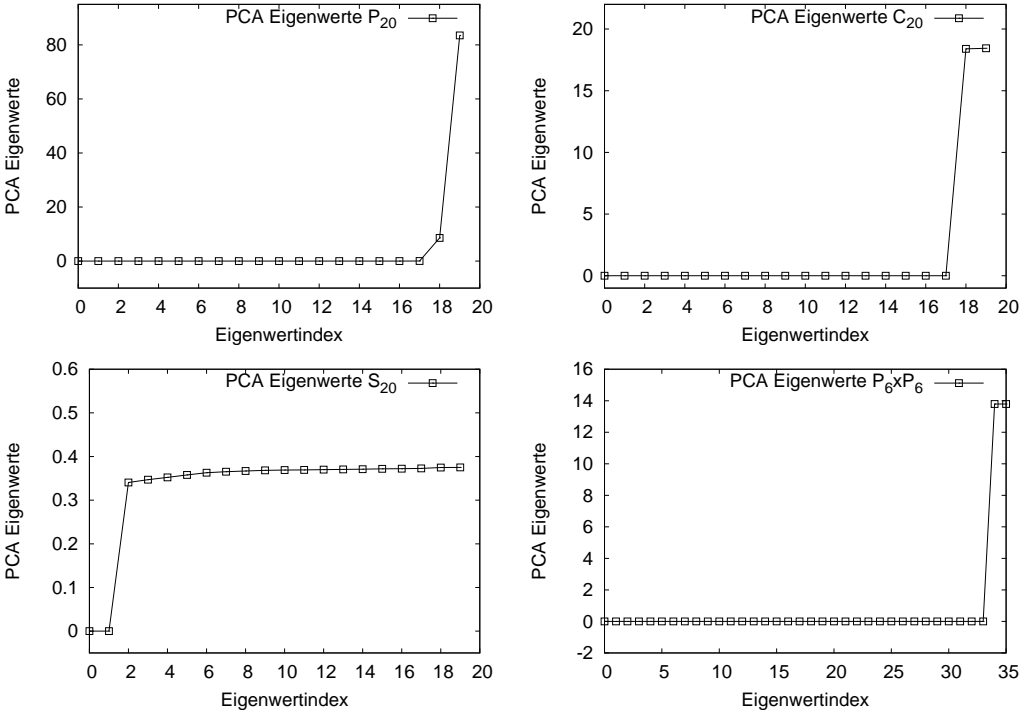 PCA Eigenwerte P20
PCA Eigenwerte
80
60
40
20
0
0 2 4 6 8 10 12 14 16 18 20
Eigenwertindex
PCA Eigenwerte C20
PCA Eigenwerte
20
15
10
5
0
0 2 4 6 8 10 12 14 16 18 20
Eigenwertindex
PCA Eigenwerte S20
PCA Eigenwerte
0.6
0.5
0.4
0.3
0.2
0.1
0
0 2 4 6 8 10 12 14 16 18 20
Eigenwertindex
PCA Eigenwerte P6xP6
PCA Eigenwerte
16
14
12
10
8
6
4
2
0
-2
0 5 10 15 20 25 30 35
Eigenwertindex